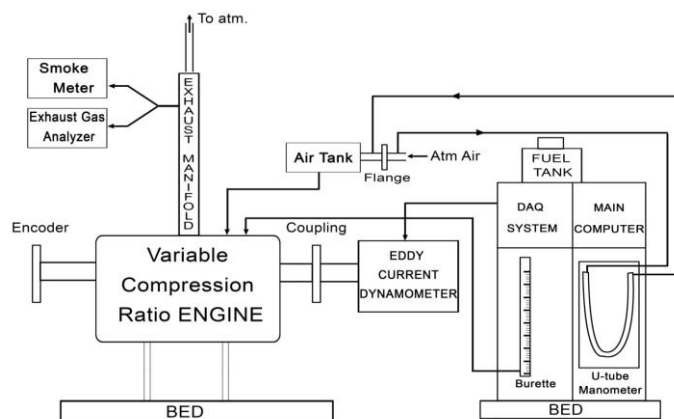 To atm.
Smoke
Meter
Exhaust Gas
Analyzer
EXHAUST MANIFOLD
Air Tank
Atm Air
Flange
FUEL
TANK
DAQ
SYSTEM
MAIN
COMPUTER
Encoder
Coupling
Variable
Compression
Ratio ENGINE
EDDY
CURRENT
DYNAMOMETER
Burette
U-tube
Manometer
BED
BED